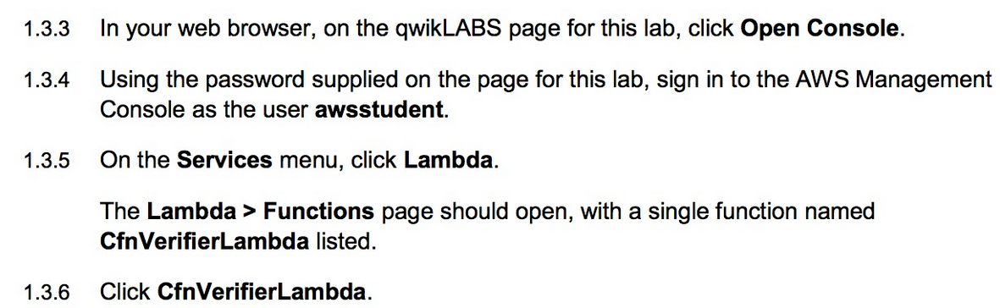 1.3.3 In your web browser, on the qwikLABS page for this lab, click Open Console.
1.3.4 Using the password supplied on the page for this lab, sign in to the AWS Management
Console as the user awsstudent.
1.3.5 On the Services menu, click Lambda.
The Lambda > Functions page should open, with a single function named
CfnVerifierLambda listed.
1.3.6 Click CfnVerifierLambda.